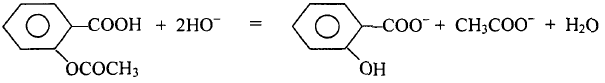 COOH + 2HO⁻ = COO⁻ + CH₃COO⁻ + H₂O
OCOCH₃ OH